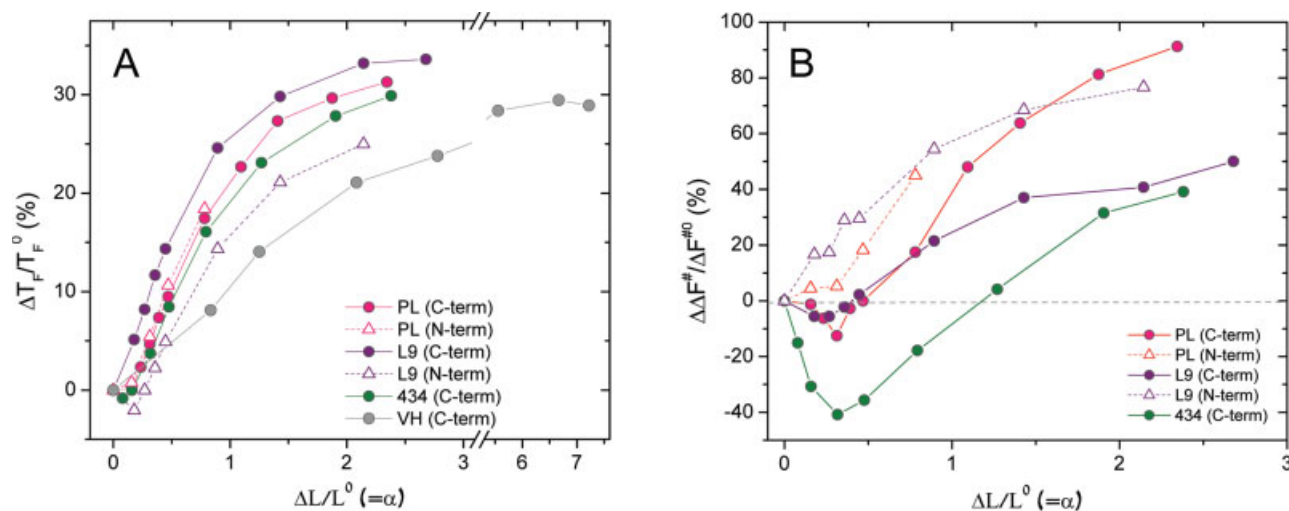 A
ΔT_F/T_F^0 (%)
30
20
10
0
0
1
2
3
6
7
ΔL/L^0 (=α)
PL (C-term)
PL (N-term)
L9 (C-term)
L9 (N-term)
434 (C-term)
VH (C-term)
B
ΔΔF^#/ΔF^#0 (%)
100
80
60
40
20
0
-20
-40
0
1
2
3
ΔL/L^0 (=α)
PL (C-term)
PL (N-term)
L9 (C-term)
L9 (N-term)
434 (C-term)